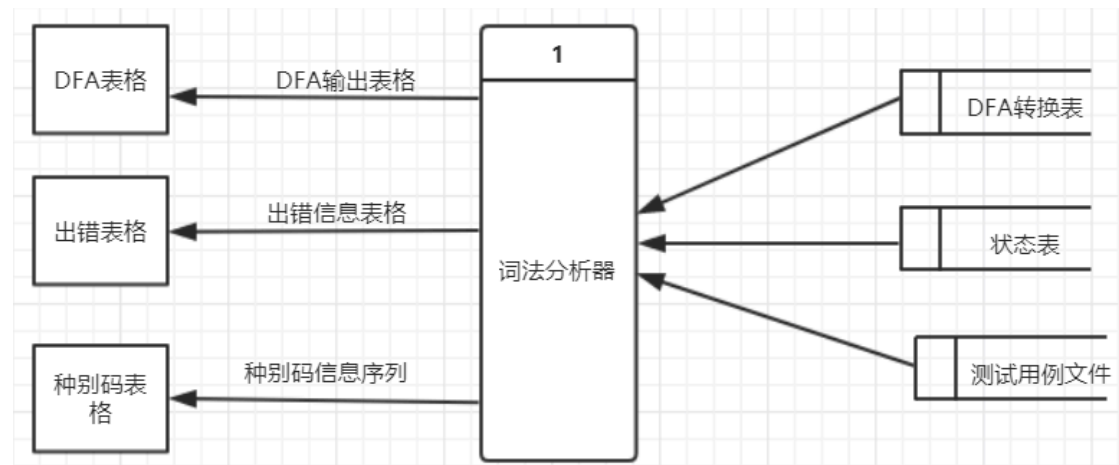 DFA表格
DFA输出表格
1
DFA转换表
出错表格
出错信息表格
词法分析器
状态表
种别码表
格
种别码信息序列
测试用例文件